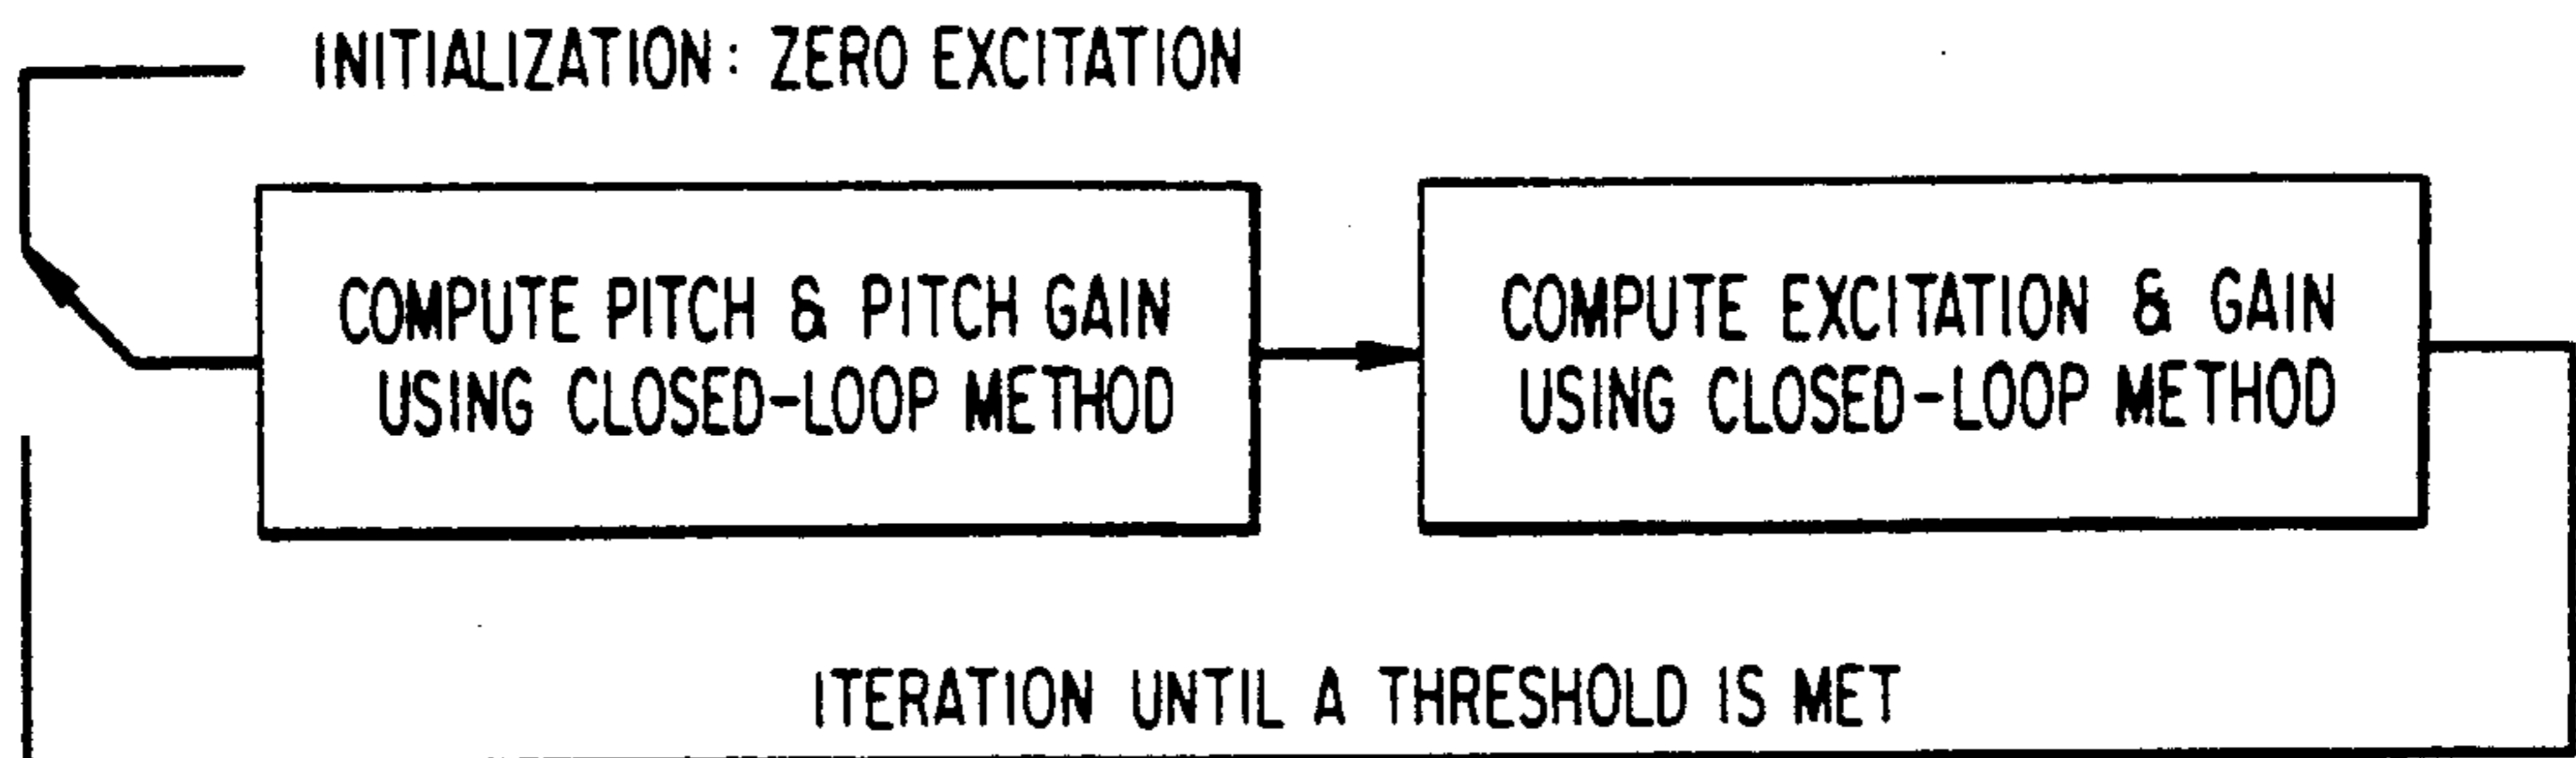 INITIALIZATION: ZERO EXCITATION
COMPUTE PITCH & PITCH GAIN
USING CLOSED-LOOP METHOD
COMPUTE EXCITATION & GAIN
USING CLOSED-LOOP METHOD
ITERATION UNTIL A THRESHOLD IS MET